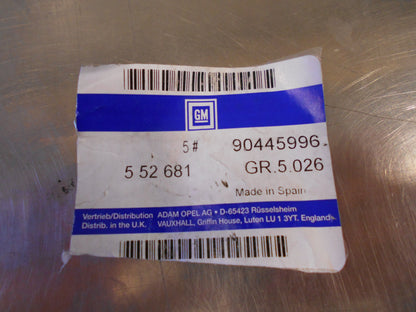 GM
5# 90445996
5 52 681 GR.5.026
Made in Spain
Vertrieb/Distribution ADAM OPEL AG • D-65423 Rüsselsheim
Distrib. in the U.K. VAUXHALL, Griffin House, Luton LU 1 3YT. England